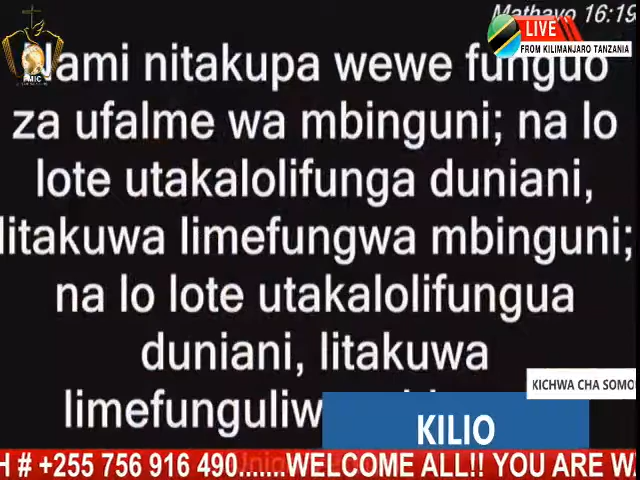 Mathayo 16:19
LIVE
FROM KILIMANJARO TANZANIA
Nami nitakupa wewe funguo
za ufalme wa mbinguni; na lo
lote utakalolifunga duniani,
litakuwa limefungwa mbinguni;
na lo lote utakalolifungua
duniani, litakuwa
limefunguliw
KICHWA CHA SOMO
KILIO
H # +255 756 916 490.......WELCOME ALL!! YOU ARE WA